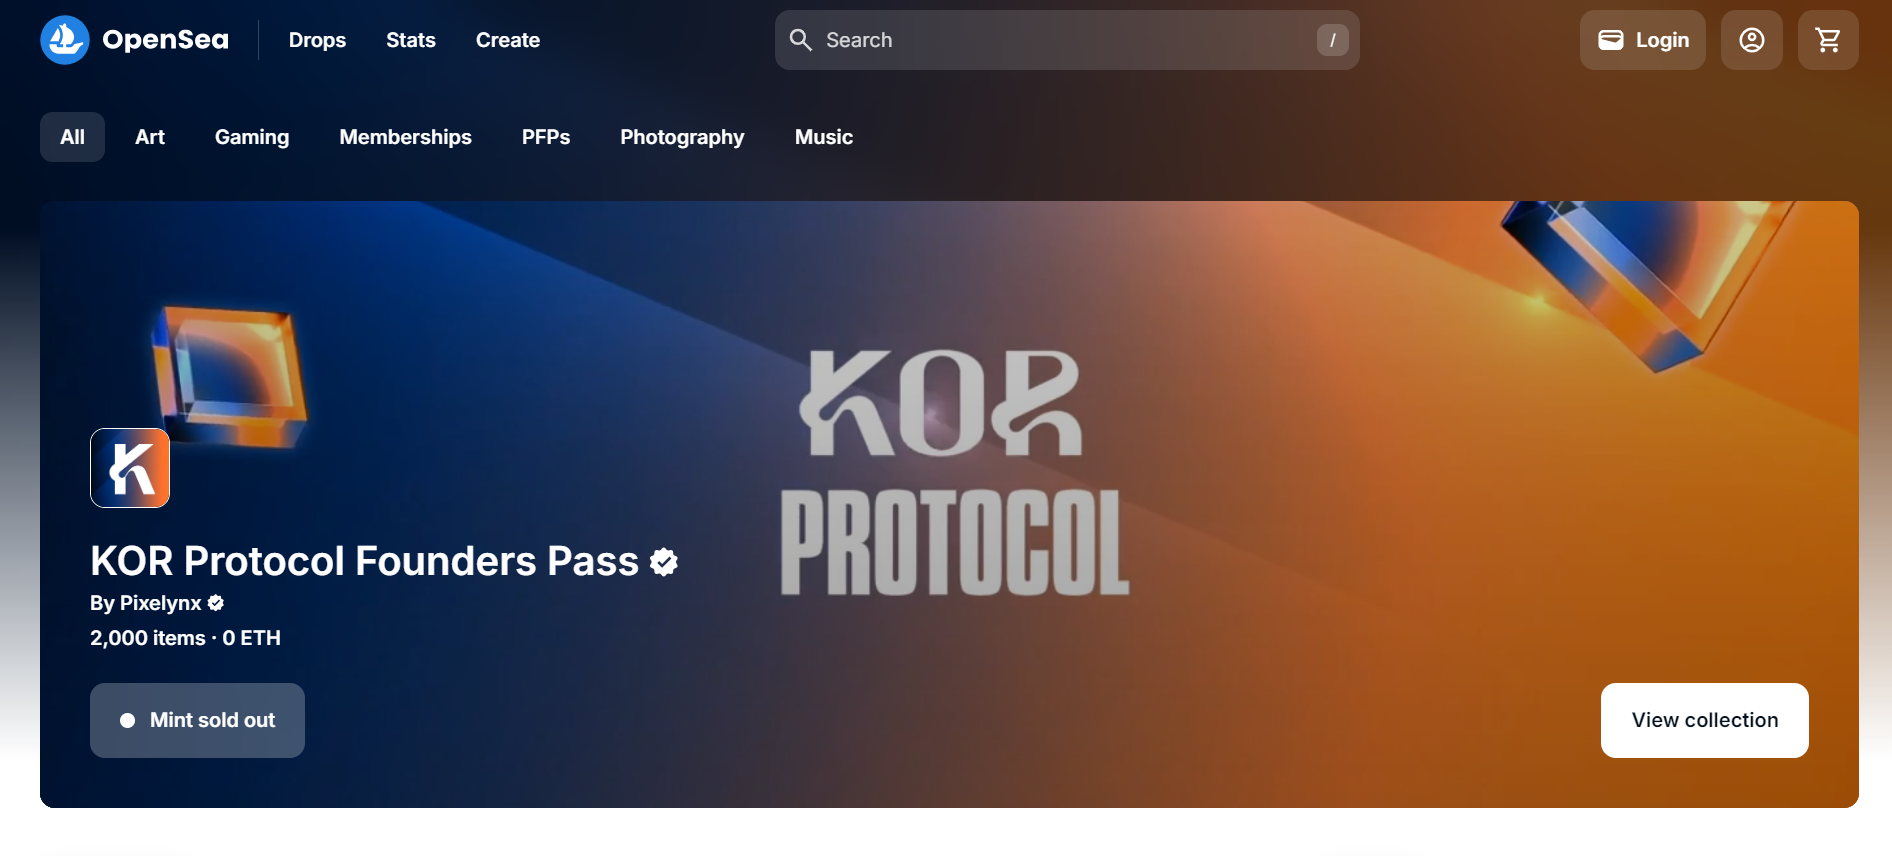 OpenSea
Drops
Stats
Create
Search
/
Login
All
Art
Gaming
Memberships
PFPs
Photography
Music
KOR
PROTOCOL
K
KOR Protocol Founders Pass
By Pixelynx
2,000 items · 0 ETH
Mint sold out
View collection